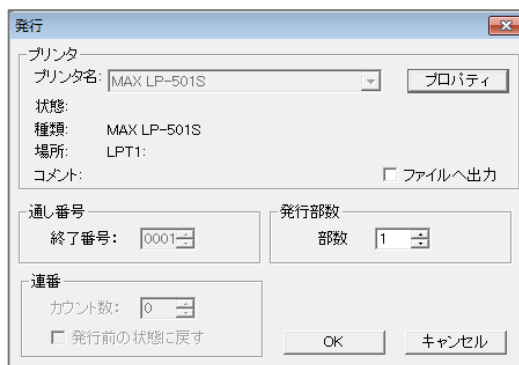 発行
プリンタ
プリンタ名: MAX LP-501S プロパティ
状態:
種類: MAX LP-501S
場所: LPT1:
コメント: ファイルへ出力
通し番号
終了番号: 0001
発行部数
部数 1
連番
カウント数: 0
発行前の状態に戻す
OK キャンセル